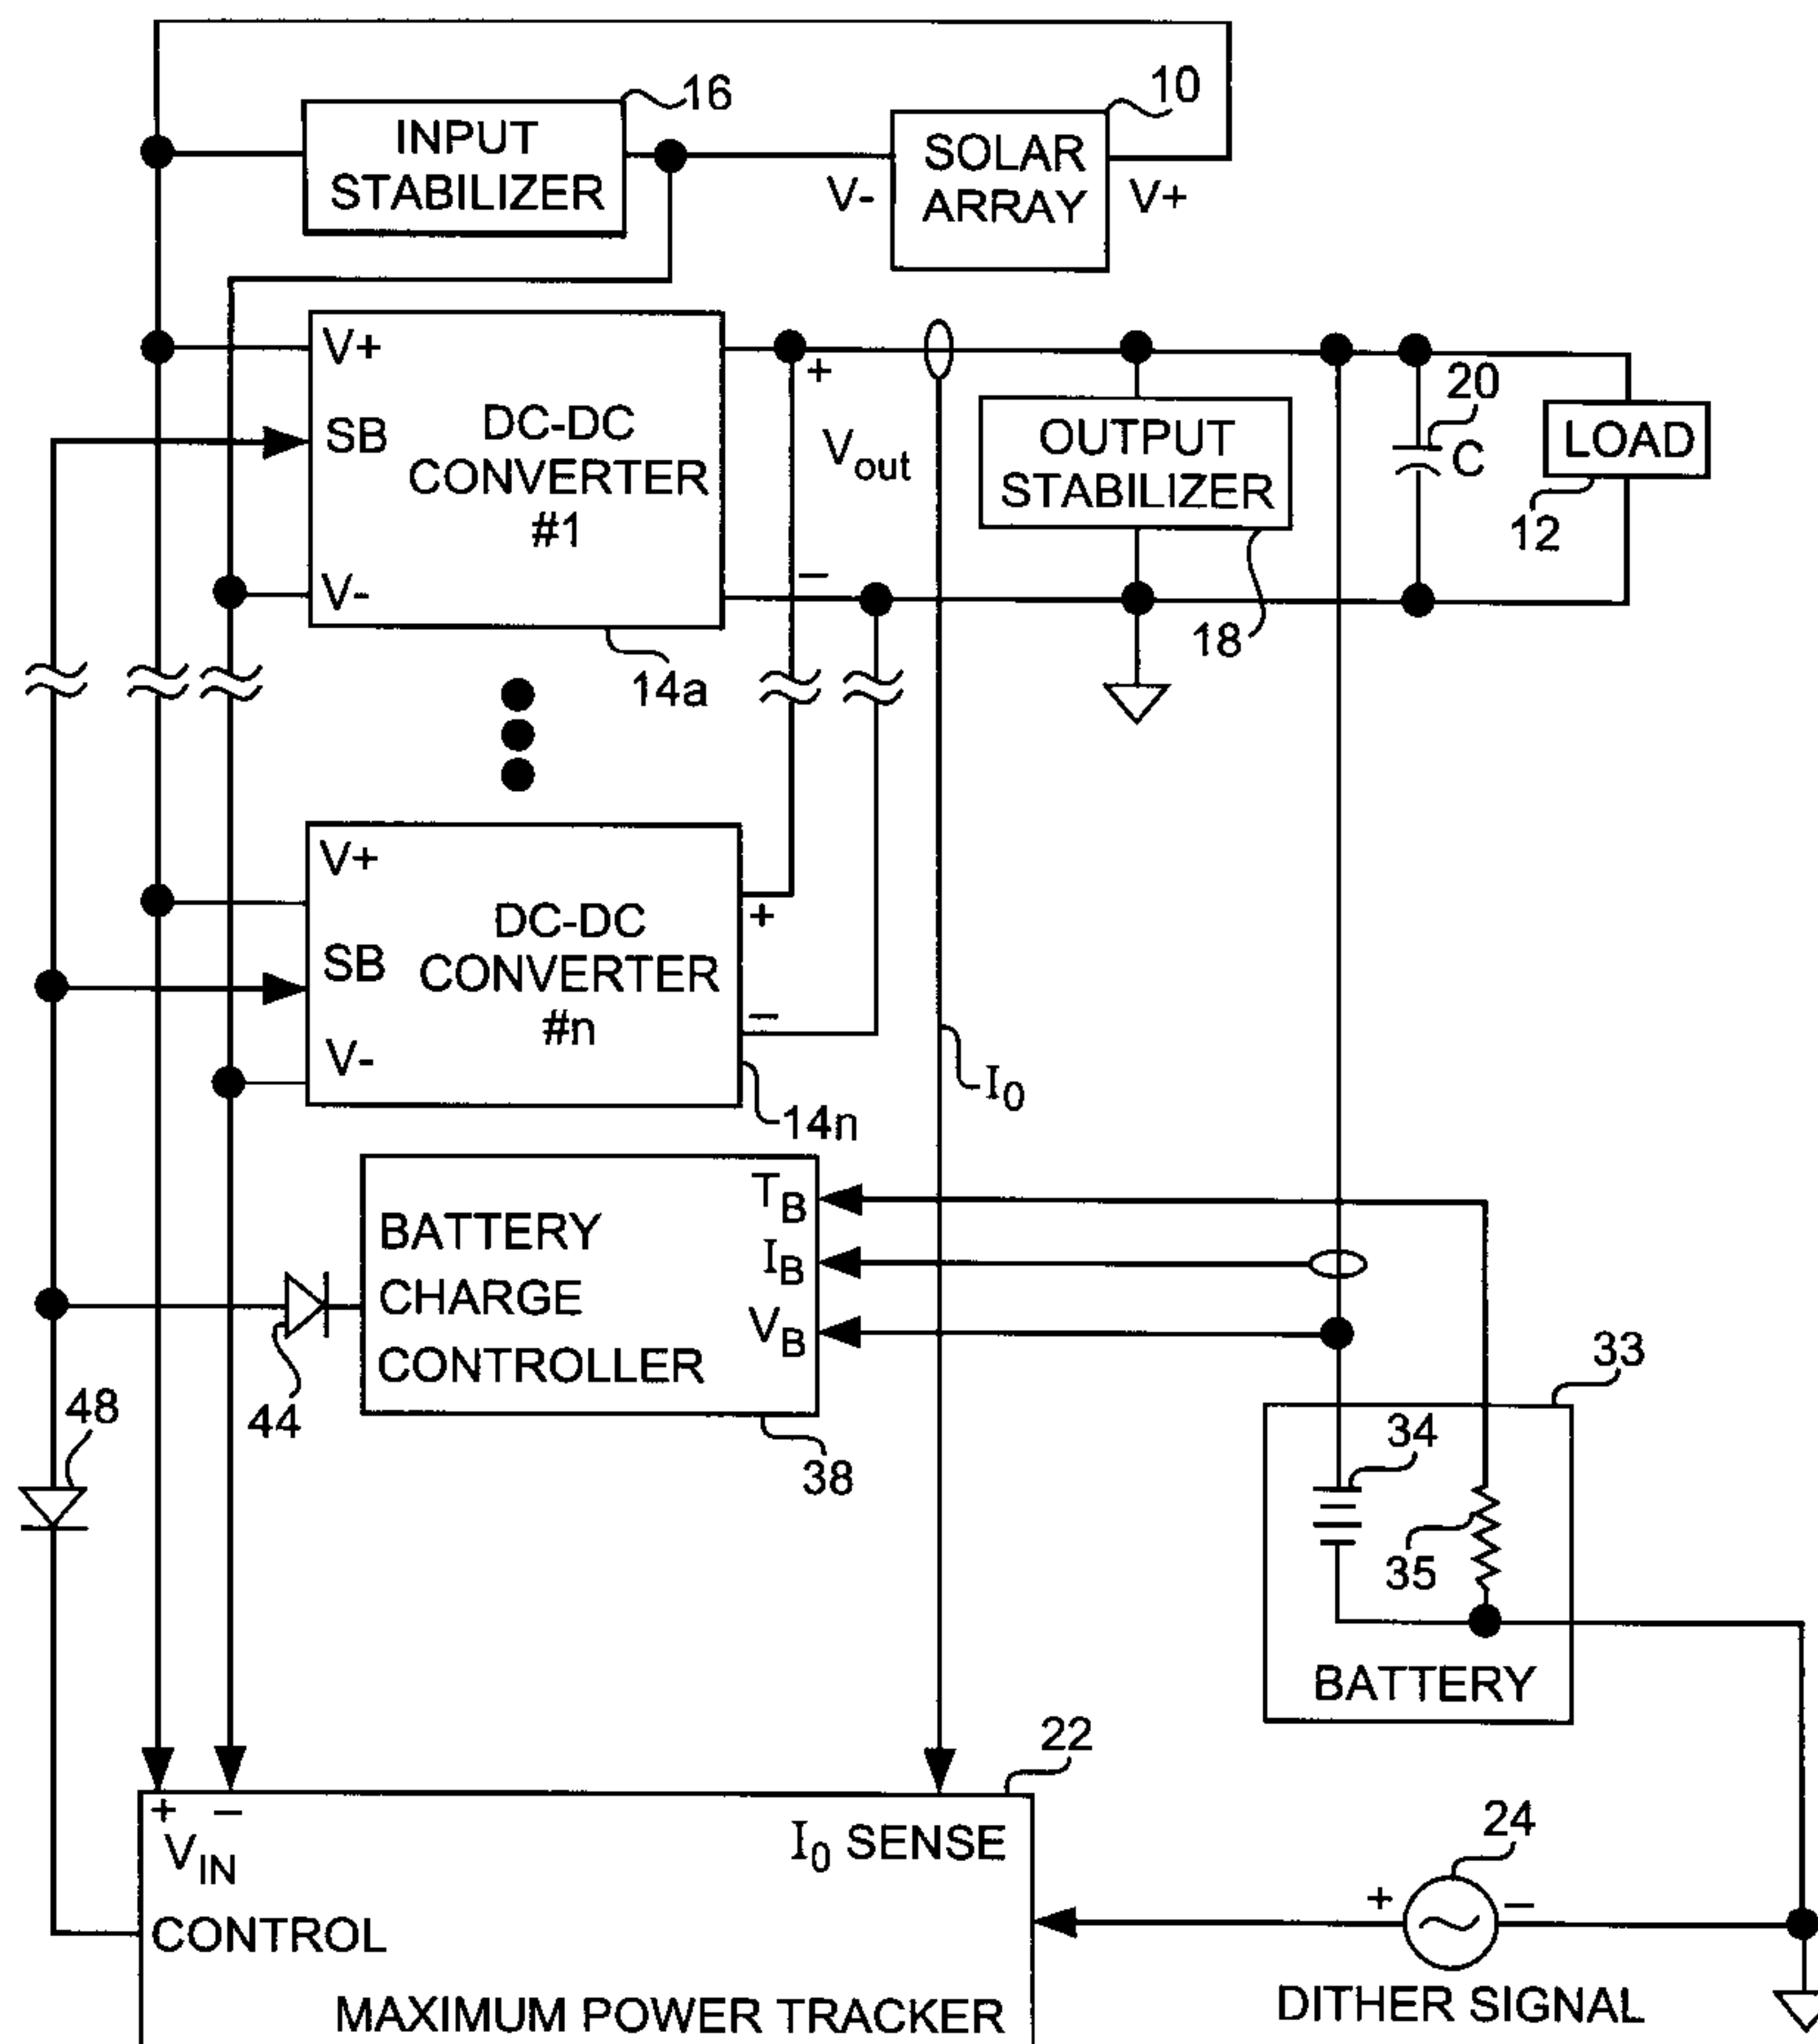 16
10
INPUT
STABILIZER
SOLAR
ARRAY
V-
V+
V+
SB
V-
DC-DC
CONVERTER
#1
14a
+
Vout
−
OUTPUT
STABILIZER
18
20
C
LOAD
12
V+
SB
V-
DC-DC
CONVERTER
#n
+
−
14n
I0
BATTERY
CHARGE
CONTROLLER
TB
IB
VB
38
44
48
33
34
35
BATTERY
22
+ −
VIN
I0 SENSE
CONTROL
MAXIMUM POWER TRACKER
24
+ −
DITHER SIGNAL